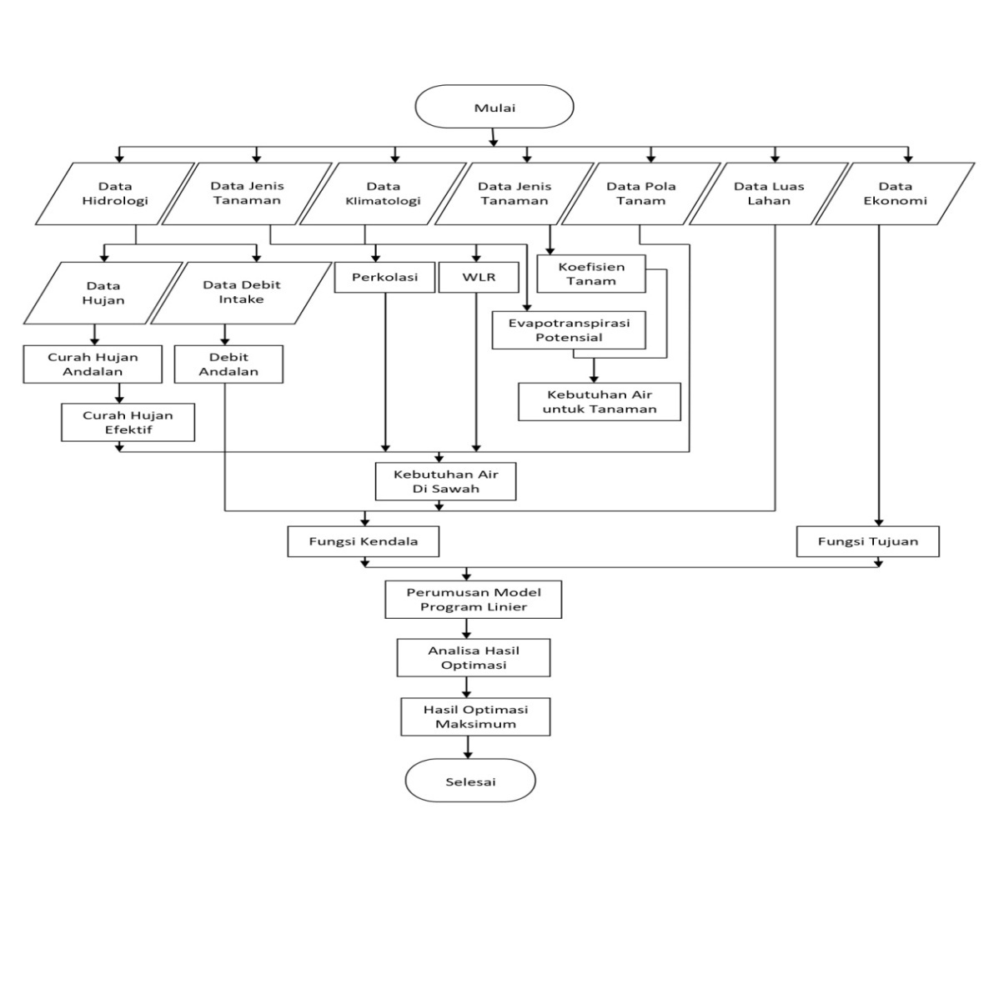 Mulai
Data
Hidrologi
Data Jenis
Tanaman
Data
Klimatologi
Data Jenis
Tanaman
Data Pola
Tanam
Data Luas
Lahan
Data
Ekonomi
Data
Hujan
Data Debit
Intake
Perkolasi
WLR
Koefisien
Tanam
Evapotranspirasi
Potensial
Curah Hujan
Andalan
Debit
Andalan
Kebutuhan Air
untuk Tanaman
Curah Hujan
Efektif
Kebutuhan Air
Di Sawah
Fungsi Kendala
Fungsi Tujuan
Perumusan Model
Program Linier
Analisa Hasil
Optimasi
Hasil Optimasi
Maksimum
Selesai